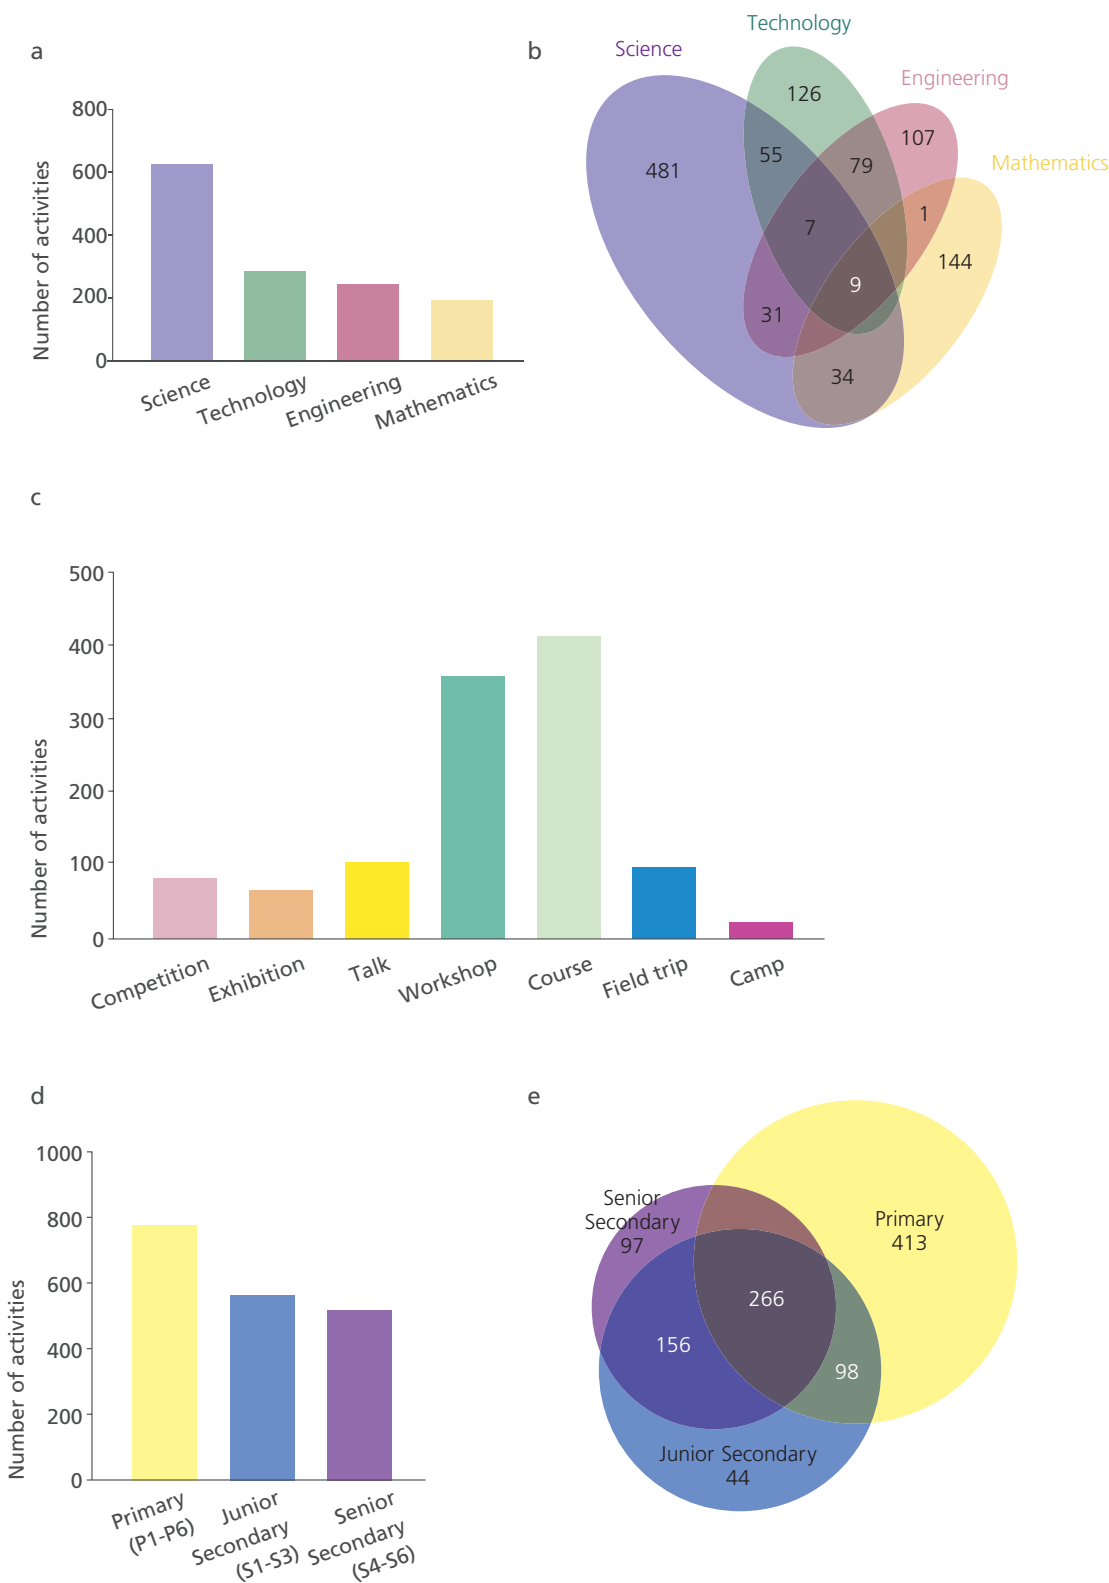 a
800
600
400
200
0
Number of activities
Science
Technology
Engineering
Mathematics
b
Technology
Science
Engineering
Mathematics
126
107
481
55
79
7
1
144
9
31
34
c
500
400
300
200
100
0
Number of activities
Competition
Exhibition
Talk
Workshop
Course
Field trip
Camp
d
1000
800
600
400
200
0
Number of activities
Primary
(P1-P6)
Junior
Secondary
(S1-S3)
Senior
Secondary
(S4-S6)
e
Senior
Secondary
97
Primary
413
266
156
98
Junior Secondary
44